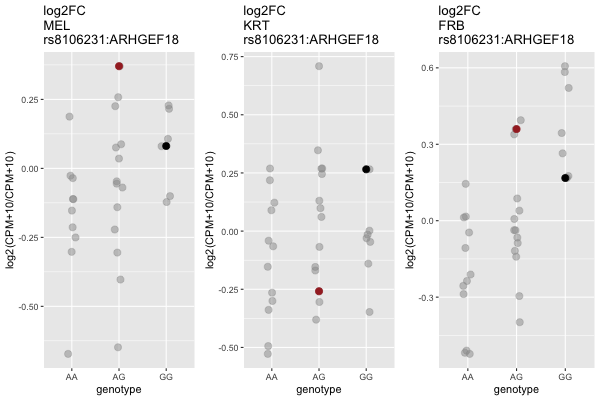 log2FC
MEL
rs8106231:ARHGEF18
log2(CPM+10/CPM+10)
0.25
0.00
-0.25
-0.50
AA
AG
GG
genotype
log2FC
KRT
rs8106231:ARHGEF18
log2(CPM+10/CPM+10)
0.75
0.50
0.25
0.00
-0.25
-0.50
AA
AG
GG
genotype
log2FC
FRB
rs8106231:ARHGEF18
log2(CPM+10/CPM+10)
0.6
0.3
0.0
-0.3
AA
AG
GG
genotype